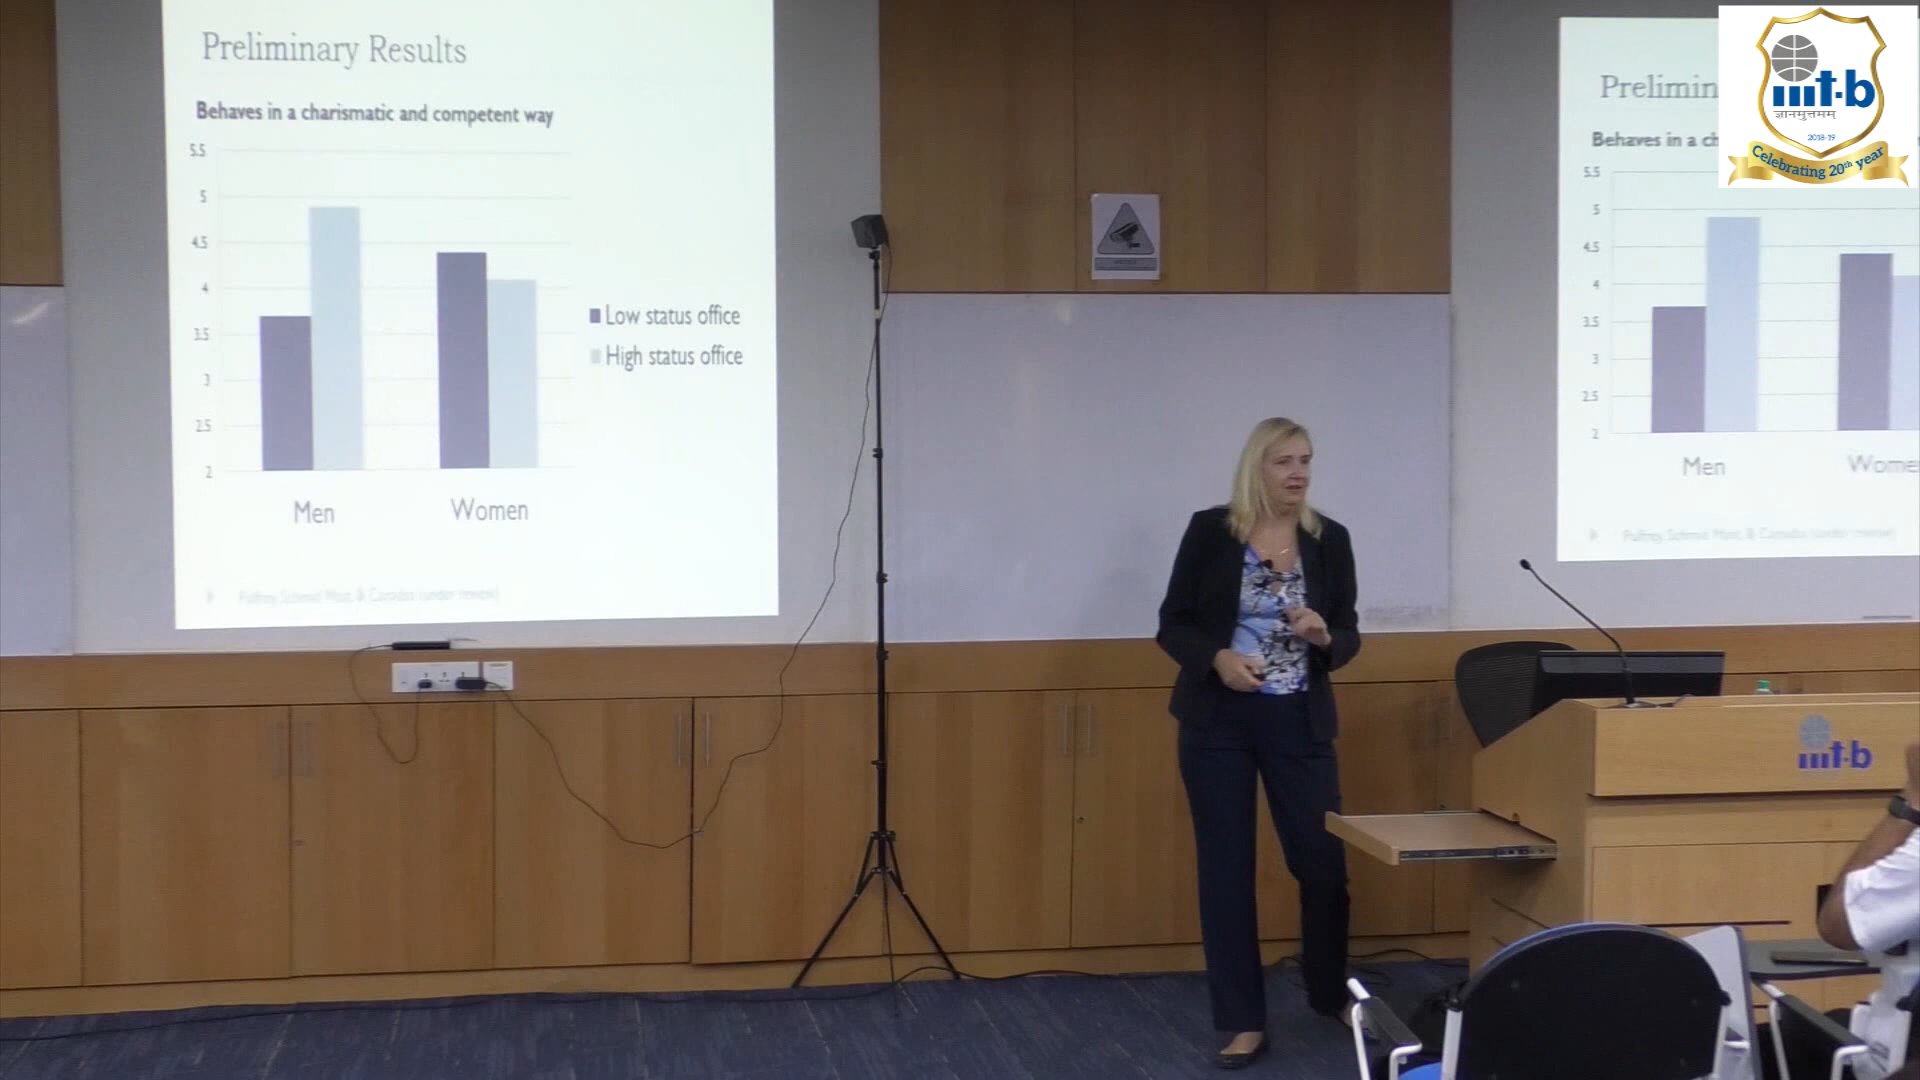 Preliminary Results
Behaves in a charismatic and competent way
5.5
5
4.5
4
3.5
3
2.5
2
Men
Women
Low status office
High status office
Prelimin
Behaves in a ch
5.5
5
4.5
4
3.5
3
2.5
2
Men
Wome
iiit-b
ज्ञानमुत्तमम्
2018-19
Celebrating 20th year
iiit-b